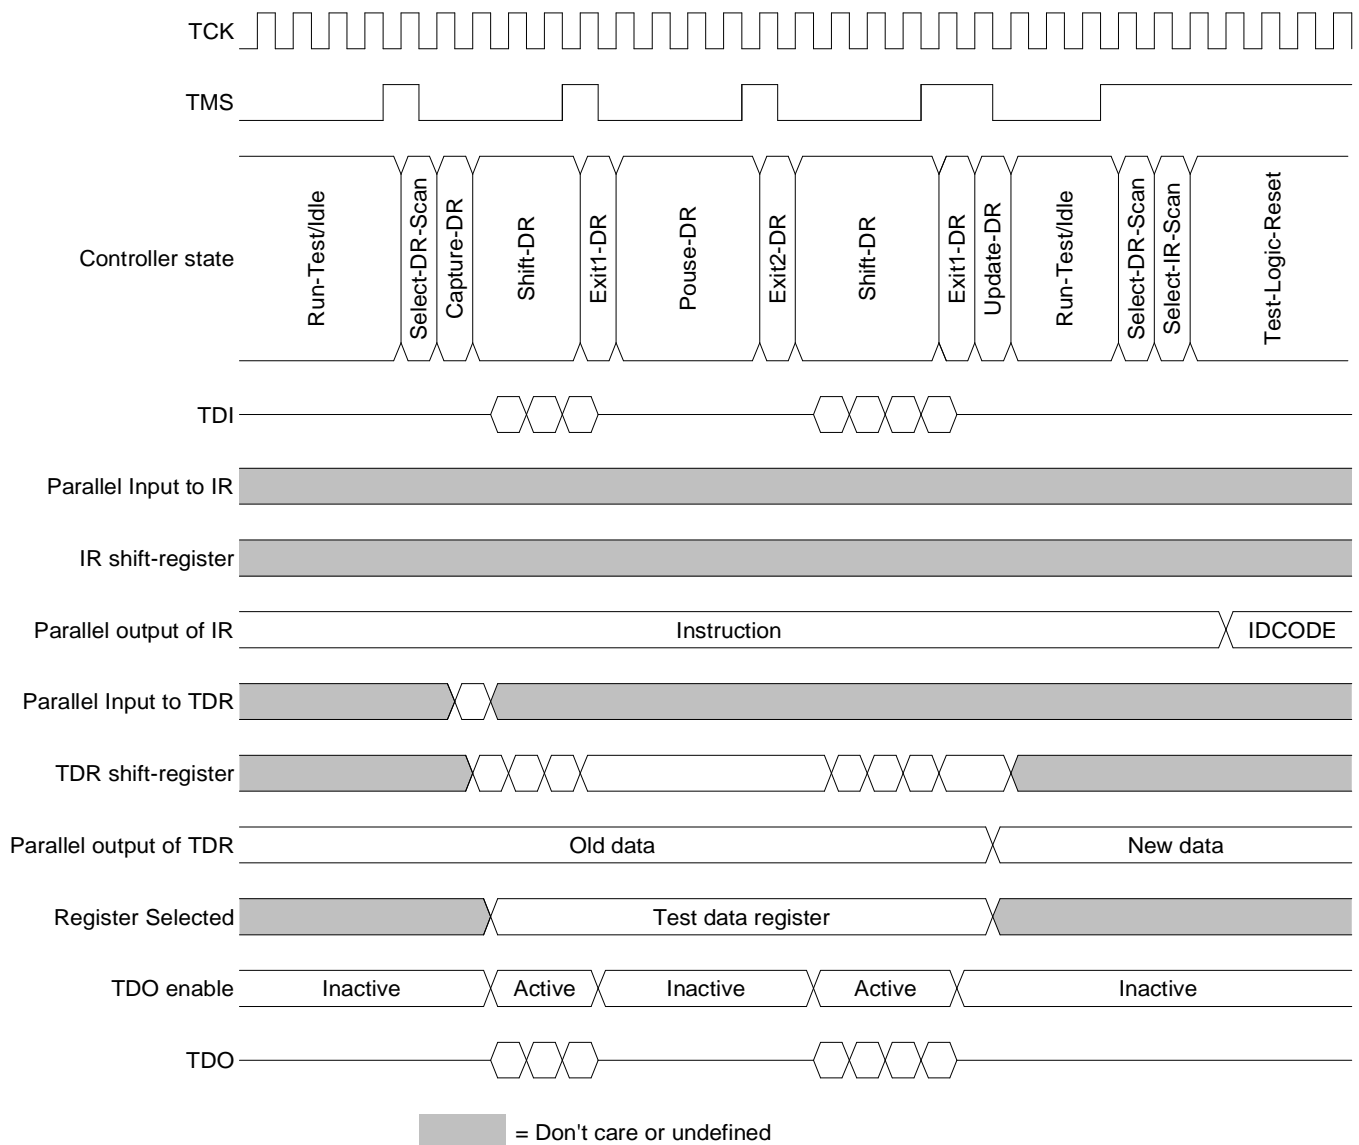 TCK
TMS
Controller state
Run-Test/Idle
Select-DR-Scan
Capture-DR
Shift-DR
Exit1-DR
Pouse-DR
Exit2-DR
Shift-DR
Exit1-DR
Update-DR
Run-Test/Idle
Select-DR-Scan
Select-IR-Scan
Test-Logic-Reset
TDI
Parallel Input to IR
IR shift-register
Parallel output of IR
Instruction
IDCODE
Parallel Input to TDR
TDR shift-register
Parallel output of TDR
Old data
New data
Register Selected
Test data register
TDO enable
Inactive
Active
Inactive
Active
Inactive
TDO
= Don't care or undefined